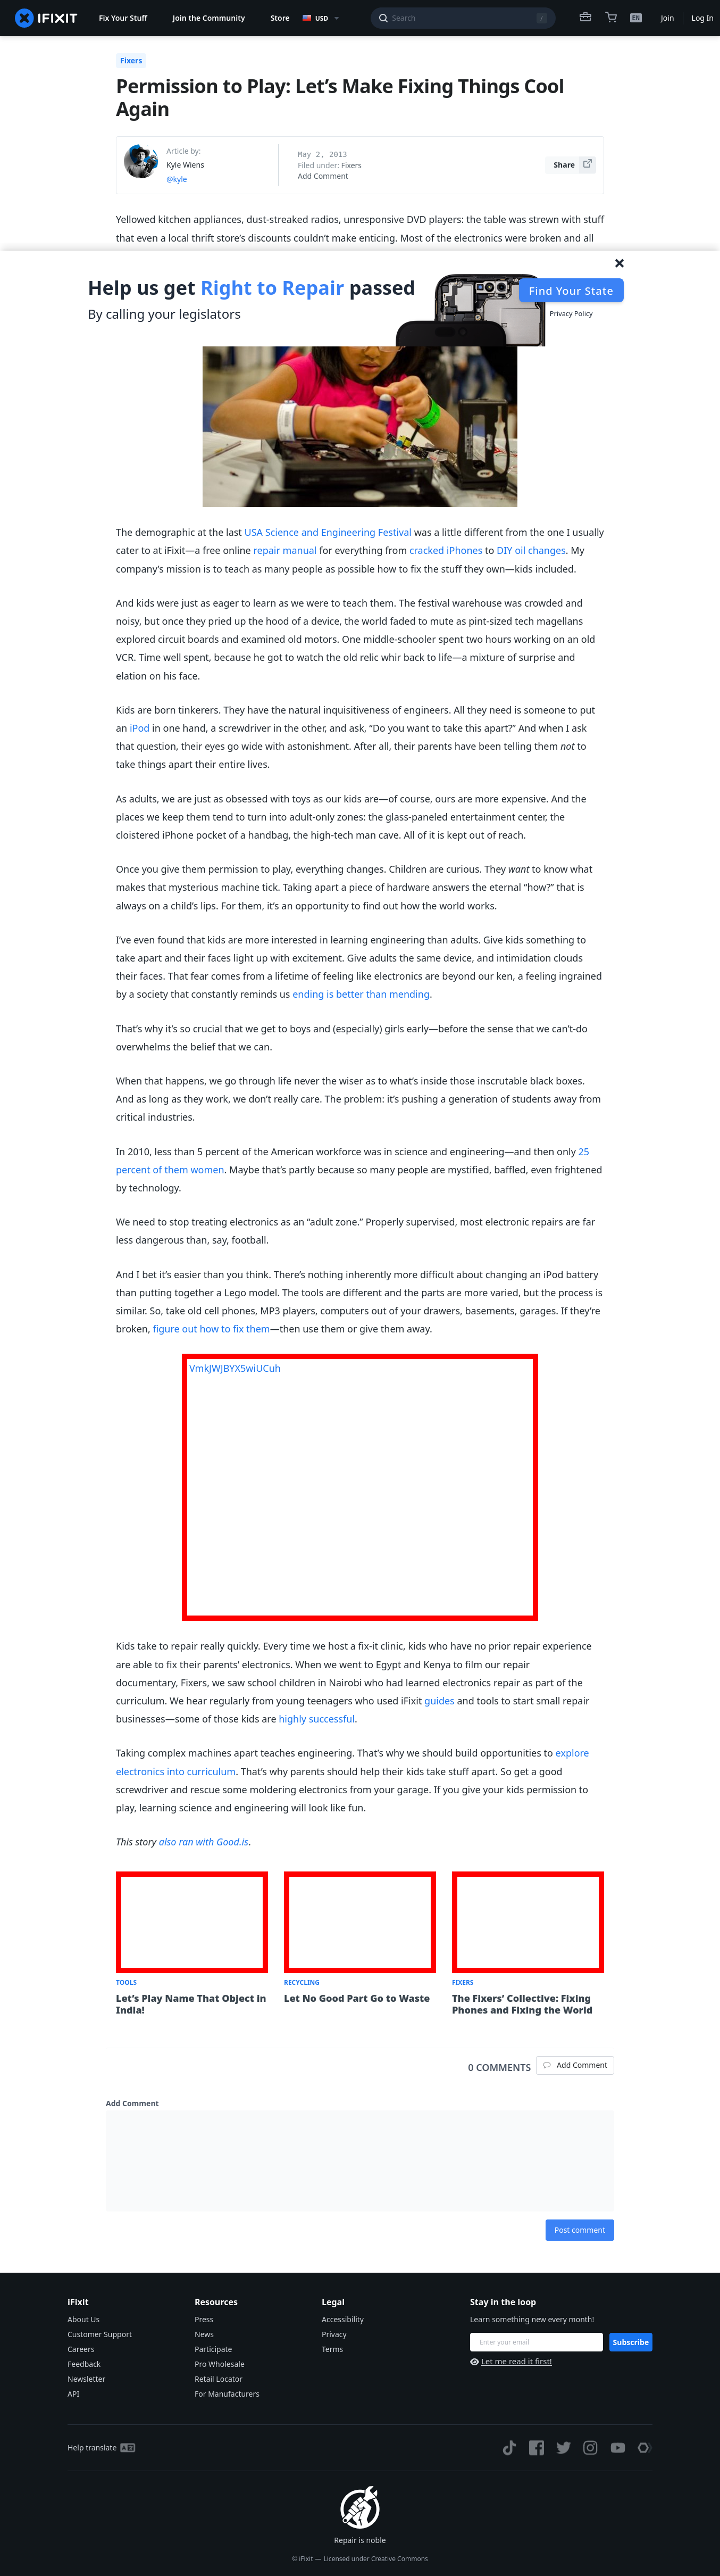 IFIXIT
Fix Your Stuff
Join the Community
Store
USD
Search
/
EN
Join
Log In
Fixers
Permission to Play: Let's Make Fixing Things Cool
Again
Article by:
Kyle Wiens
@kyle
May 2, 2013
Filed under: Fixers
Add Comment
Share
Yellowed kitchen appliances, dust-streaked radios, unresponsive DVD players: the table was strewn with stuff
that even a local thrift store's discounts couldn't make enticing. Most of the electronics were broken and all
Help us get Right to Repair passed
By calling your legislators
Find Your State
Privacy Policy
The demographic at the last USA Science and Engineering Festival was a little different from the one I usually
cater to at iFixit—a free online repair manual for everything from cracked iPhones to DIY oil changes. My
company's mission is to teach as many people as possible how to fix the stuff they own—kids included.
And kids were just as eager to learn as we were to teach them. The festival warehouse was crowded and
noisy, but once they pried up the hood of a device, the world faded to mute as pint-sized tech magellans
explored circuit boards and examined old motors. One middle-schooler spent two hours working on an old
VCR. Time well spent, because he got to watch the old relic whir back to life—a mixture of surprise and
elation on his face.
Kids are born tinkerers. They have the natural inquisitiveness of engineers. All they need is someone to put
an iPod in one hand, a screwdriver in the other, and ask, “Do you want to take this apart?” And when I ask
that question, their eyes go wide with astonishment. After all, their parents have been telling them not to
take things apart their entire lives.
As adults, we are just as obsessed with toys as our kids are—of course, ours are more expensive. And the
places we keep them tend to turn into adult-only zones: the glass-paneled entertainment center, the
cloistered iPhone pocket of a handbag, the high-tech man cave. All of it is kept out of reach.
Once you give them permission to play, everything changes. Children are curious. They want to know what
makes that mysterious machine tick. Taking apart a piece of hardware answers the eternal “how?” that is
always on a child's lips. For them, it's an opportunity to find out how the world works.
I've even found that kids are more interested in learning engineering than adults. Give kids something to
take apart and their faces light up with excitement. Give adults the same device, and intimidation clouds
their faces. That fear comes from a lifetime of feeling like electronics are beyond our ken, a feeling ingrained
by a society that constantly reminds us ending is better than mending.
That's why it's so crucial that we get to boys and (especially) girls early—before the sense that we can't-do
overwhelms the belief that we can.
When that happens, we go through life never the wiser as to what's inside those inscrutable black boxes.
And as long as they work, we don't really care. The problem: it's pushing a generation of students away from
critical industries.
In 2010, less than 5 percent of the American workforce was in science and engineering—and then only 25
percent of them women. Maybe that's partly because so many people are mystified, baffled, even frightened
by technology.
We need to stop treating electronics as an “adult zone.” Properly supervised, most electronic repairs are far
less dangerous than, say, football.
And I bet it's easier than you think. There's nothing inherently more difficult about changing an iPod battery
than putting together a Lego model. The tools are different and the parts are more varied, but the process is
similar. So, take old cell phones, MP3 players, computers out of your drawers, basements, garages. If they're
broken, figure out how to fix them—then use them or give them away.
VmkJWJBYX5wiUCuh
Kids take to repair really quickly. Every time we host a fix-it clinic, kids who have no prior repair experience
are able to fix their parents' electronics. When we went to Egypt and Kenya to film our repair
documentary, Fixers, we saw school children in Nairobi who had learned electronics repair as part of the
curriculum. We hear regularly from young teenagers who used iFixit guides and tools to start small repair
businesses—some of those kids are highly successful.
Taking complex machines apart teaches engineering. That's why we should build opportunities to explore
electronics into curriculum. That's why parents should help their kids take stuff apart. So get a good
screwdriver and rescue some moldering electronics from your garage. If you give your kids permission to
play, learning science and engineering will look like fun.
This story also ran with Good.is.
TOOLS
Let's Play Name That Object in
India!
RECYCLING
Let No Good Part Go to Waste
FIXERS
The Fixers' Collective: Fixing
Phones and Fixing the World
0 COMMENTS
Add Comment
Add Comment
Post comment
iFixit
About Us
Customer Support
Careers
Feedback
Newsletter
API
Resources
Press
News
Participate
Pro Wholesale
Retail Locator
For Manufacturers
Legal
Accessibility
Privacy
Terms
Stay in the loop
Learn something new every month!
Enter your email
Subscribe
Let me read it first!
Help translate
Repair is noble
© iFixit — Licensed under Creative Commons